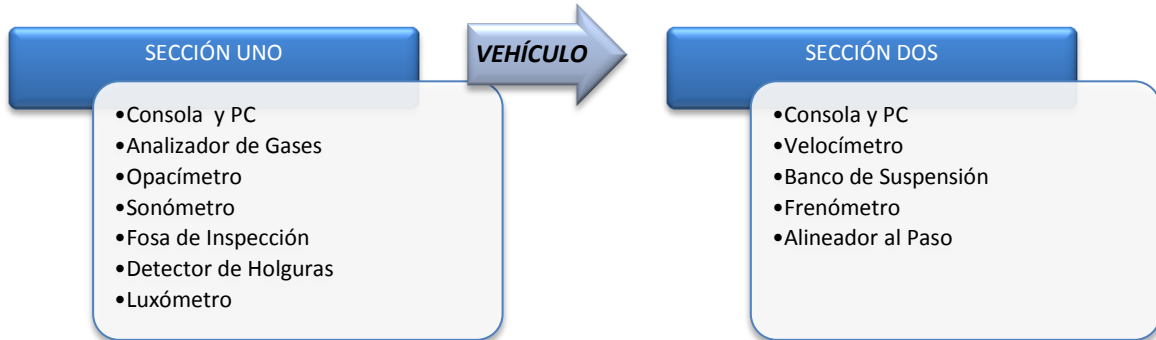 SECCIÓN UNO
•Consola y PC
•Analizador de Gases
•Opacímetro
•Sonómetro
•Fosa de Inspección
•Detector de Holguras
•Luxómetro
VEHÍCULO
SECCIÓN DOS
•Consola y PC
•Velocímetro
•Banco de Suspensión
•Frenómetro
•Alineador al Paso